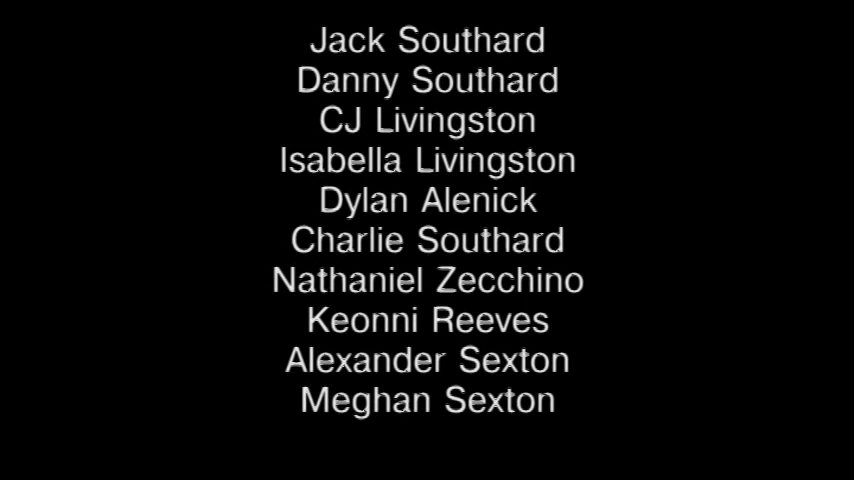 Jack Southard
Danny Southard
CJ Livingston
Isabella Livingston
Dylan Alenick
Charlie Southard
Nathaniel Zecchino
Keonni Reeves
Alexander Sexton
Meghan Sexton